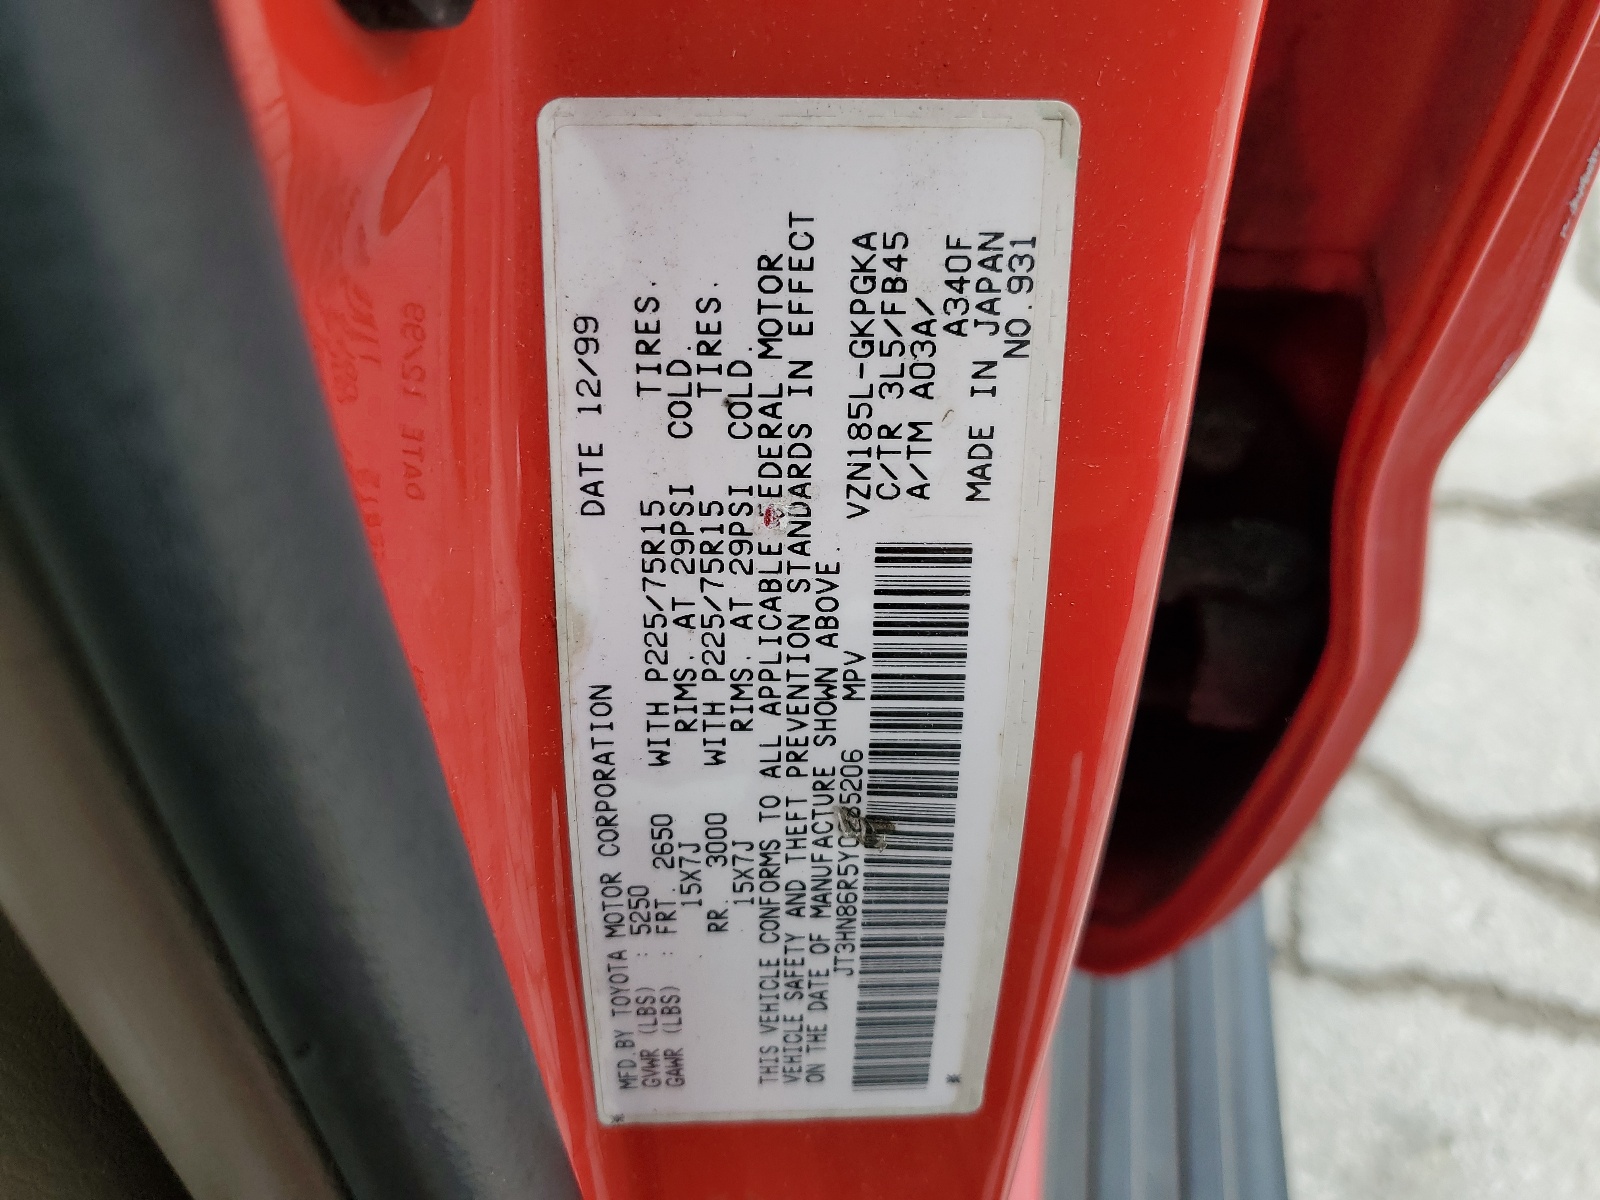 MFD.BY TOYOTA MOTOR CORPORATION DATE 12/99
GVWR (LBS) : 5250
GAWR (LBS) : FRT. 2650 WITH P225/75R15 TIRES.
15X7J RIMS. AT 29PSI COLD.
RR. 3000 WITH P225/75R15 TIRES.
15X7J RIMS. AT 29PSI COLD.
THIS VEHICLE CONFORMS TO ALL APPLICABLE FEDERAL MOTOR
VEHICLE SAFETY AND THEFT PREVENTION STANDARDS IN EFFECT
ON THE DATE OF MANUFACTURE SHOWN ABOVE.
MPV
VZN185L-GKPGKA
C/TR 3L5/FB45
A/TM A03A/
A340F
MADE IN JAPAN
NO.931